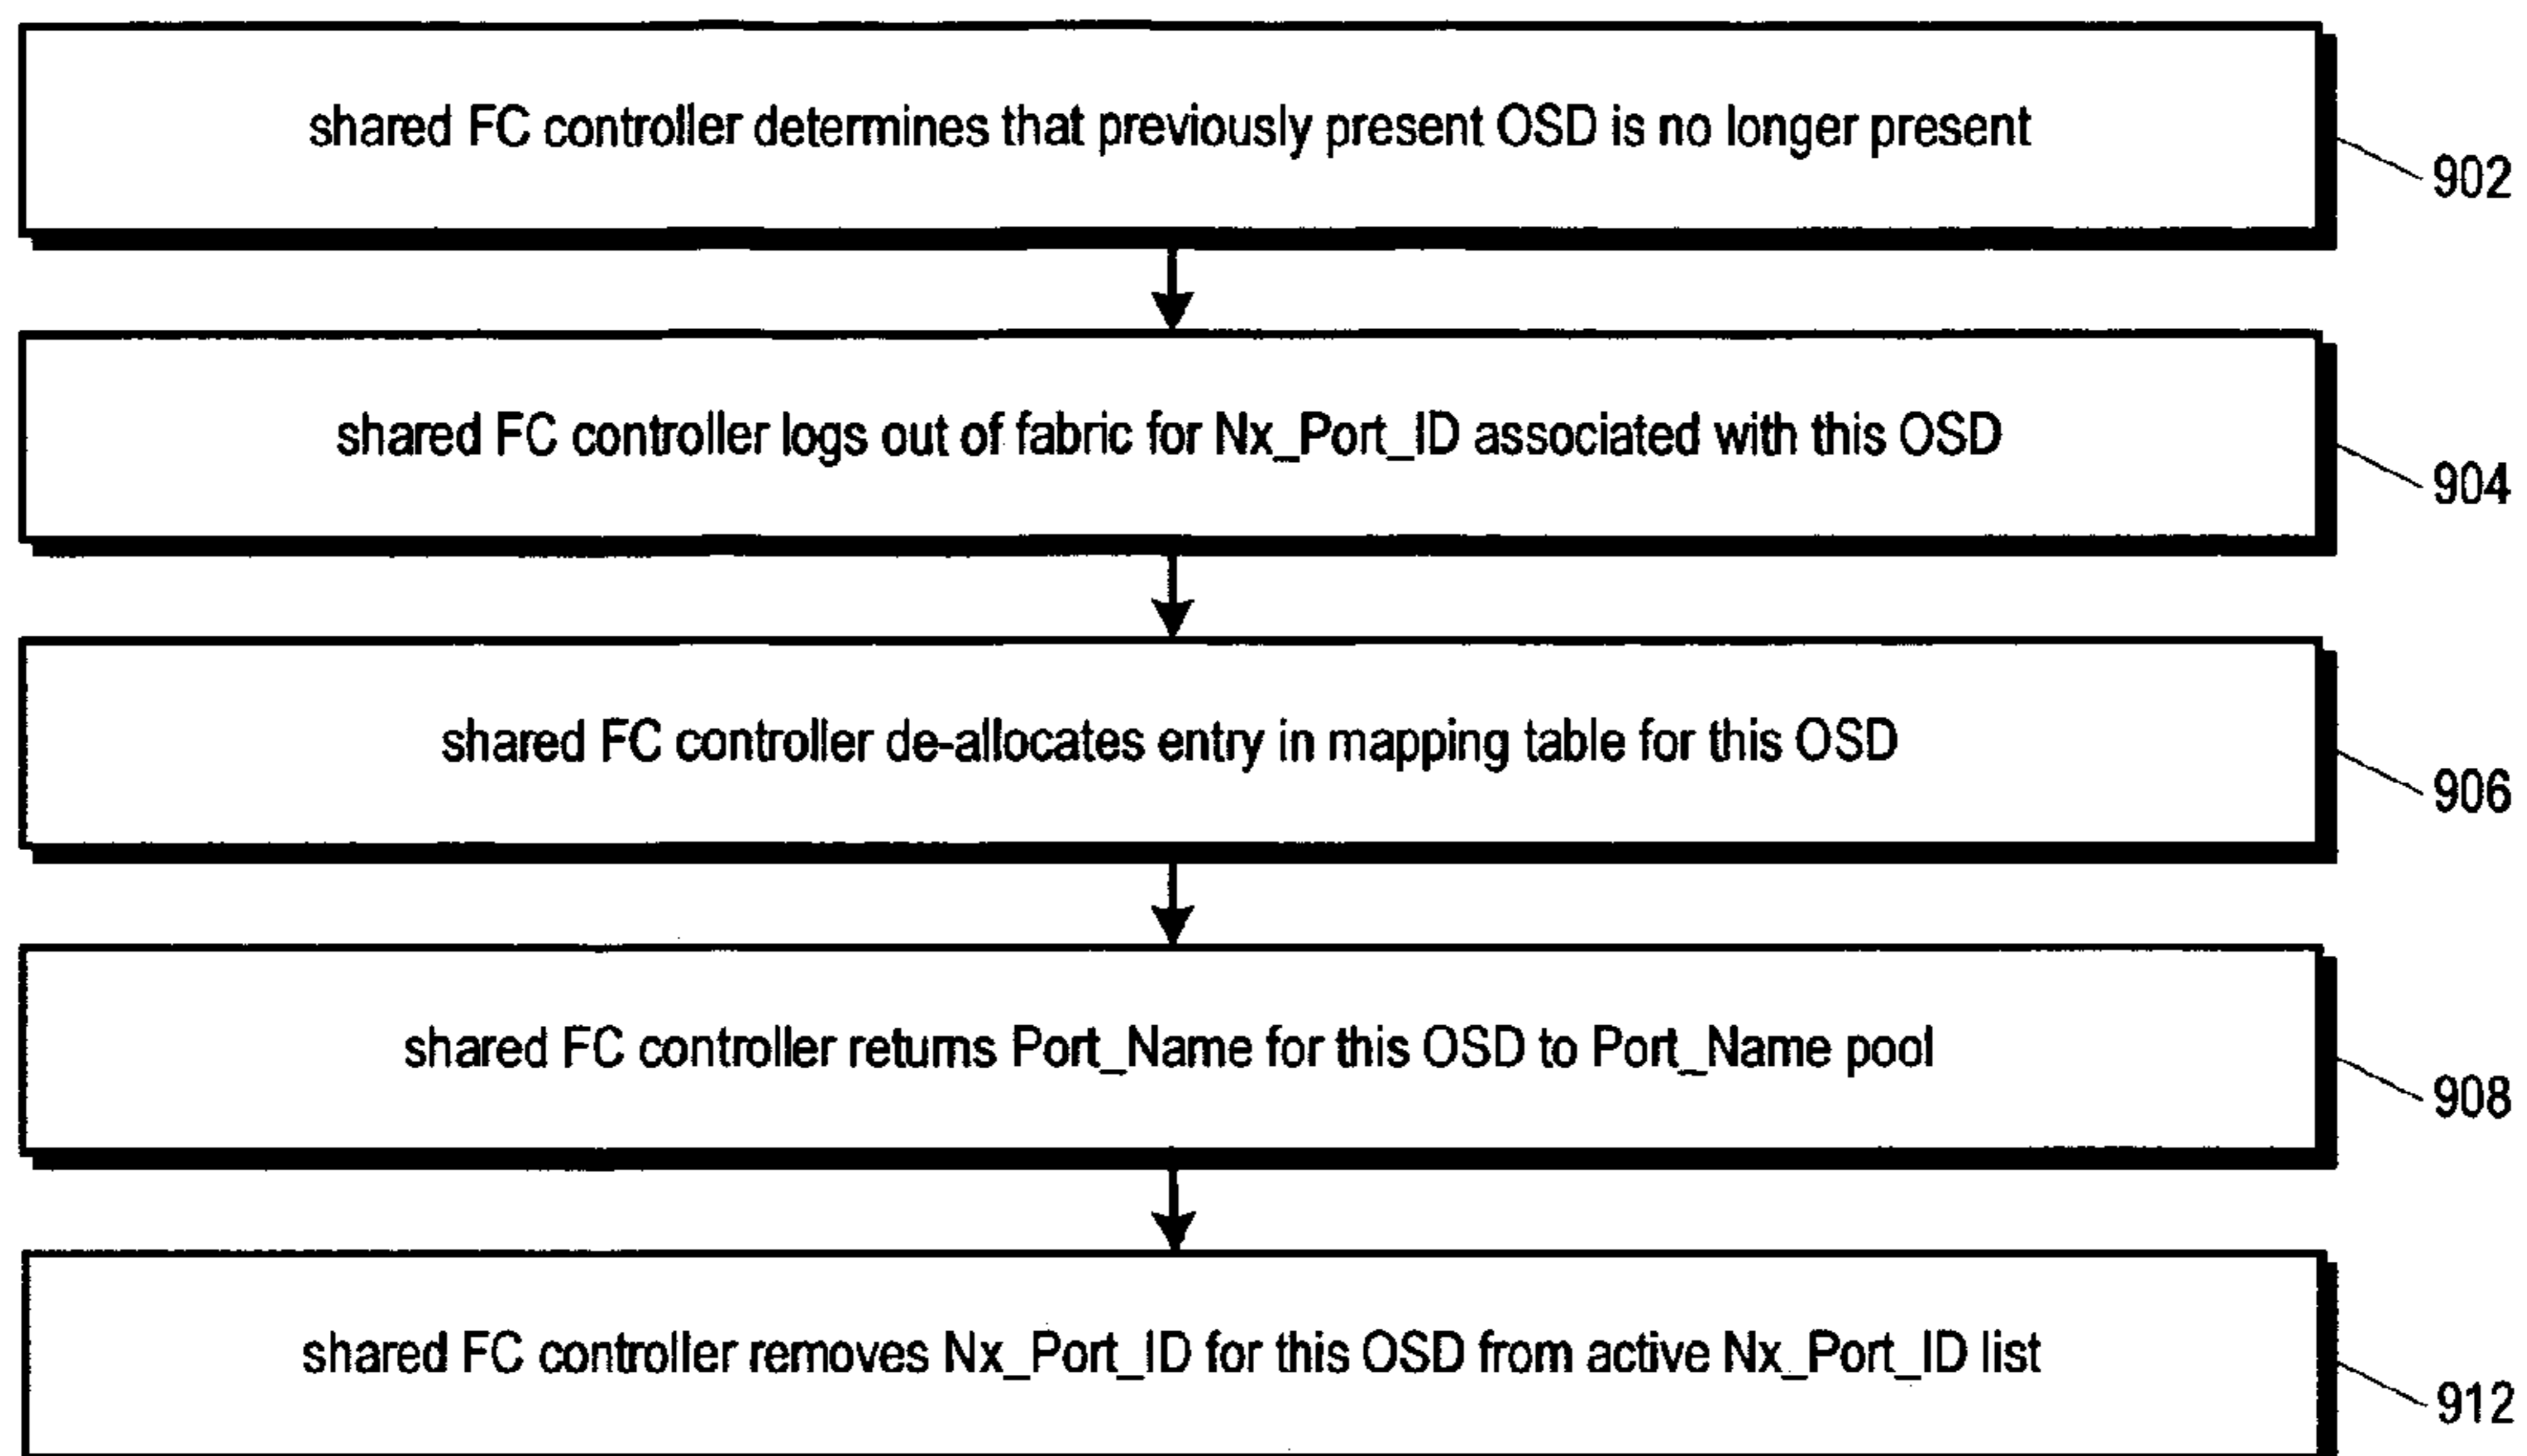 shared FC controller determines that previously present OSD is no longer present
902
shared FC controller logs out of fabric for Nx_Port_ID associated with this OSD
904
shared FC controller de-allocates entry in mapping table for this OSD
906
shared FC controller returns Port_Name for this OSD to Port_Name pool
908
shared FC controller removes Nx_Port_ID for this OSD from active Nx_Port_ID list
912